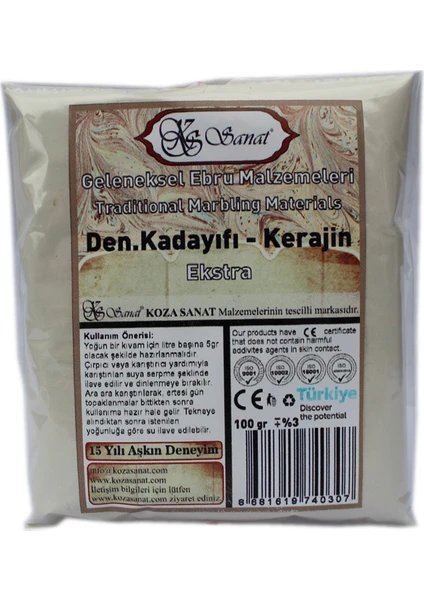 KS Sanat®
Geleneksel Ebru Malzemeleri
Traditional Marbling Materials
Den.Kadayıfı - Kerajin
Ekstra
KS Sanat® KOZA SANAT Malzemelerinin tescilli markasıdır.
Kullanım Önerisi:
Yoğun bir kıvam için litre başına 5gr
olacak şekilde hazırlanmalıdır.
Çırpıcı veya karıştırıcı yardımıyla
karıştırılan suya serpme şeklinde
ilave edilir ve dinlenmeye bırakılır.
Ara ara karıştırılarak, ertesi gün
topaklanmalar bittikten sonra
kullanıma hazır hale gelir. Tekneye
alındıktan sonra istenilen
yoğunluğa göre su ilave edilebilir.
15 Yılı Aşkın Deneyim
info@kozasanat.com
www.kozasanat.com
İletişim bilgileri için lütfen
www.kozasanat.com ziyaret ediniz
Our products have CE certificate
that does not contain harmful
addivites agents in skin contact.
ISO 9001
ISO 10002
ISO 18001
CE
Türkiye
Discover
the potential
100 gr ∓%3
8 681619 740307